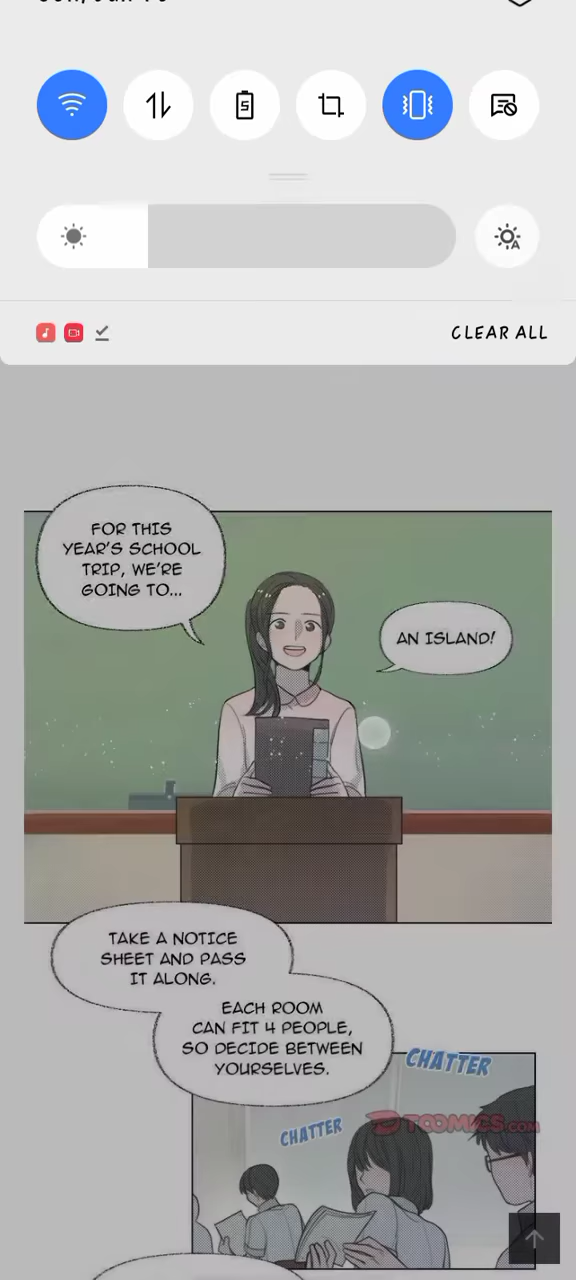 CLEAR ALL
FOR THIS
YEAR'S SCHOOL
TRIP, WE'RE
GOING TO...
AN ISLAND!
TAKE A NOTICE
SHEET AND PASS
IT ALONG.
EACH ROOM
CAN FIT 4 PEOPLE,
SO DECIDE BETWEEN
YOURSELVES.
CHATTER
CHATTER
TOOMICS.COM